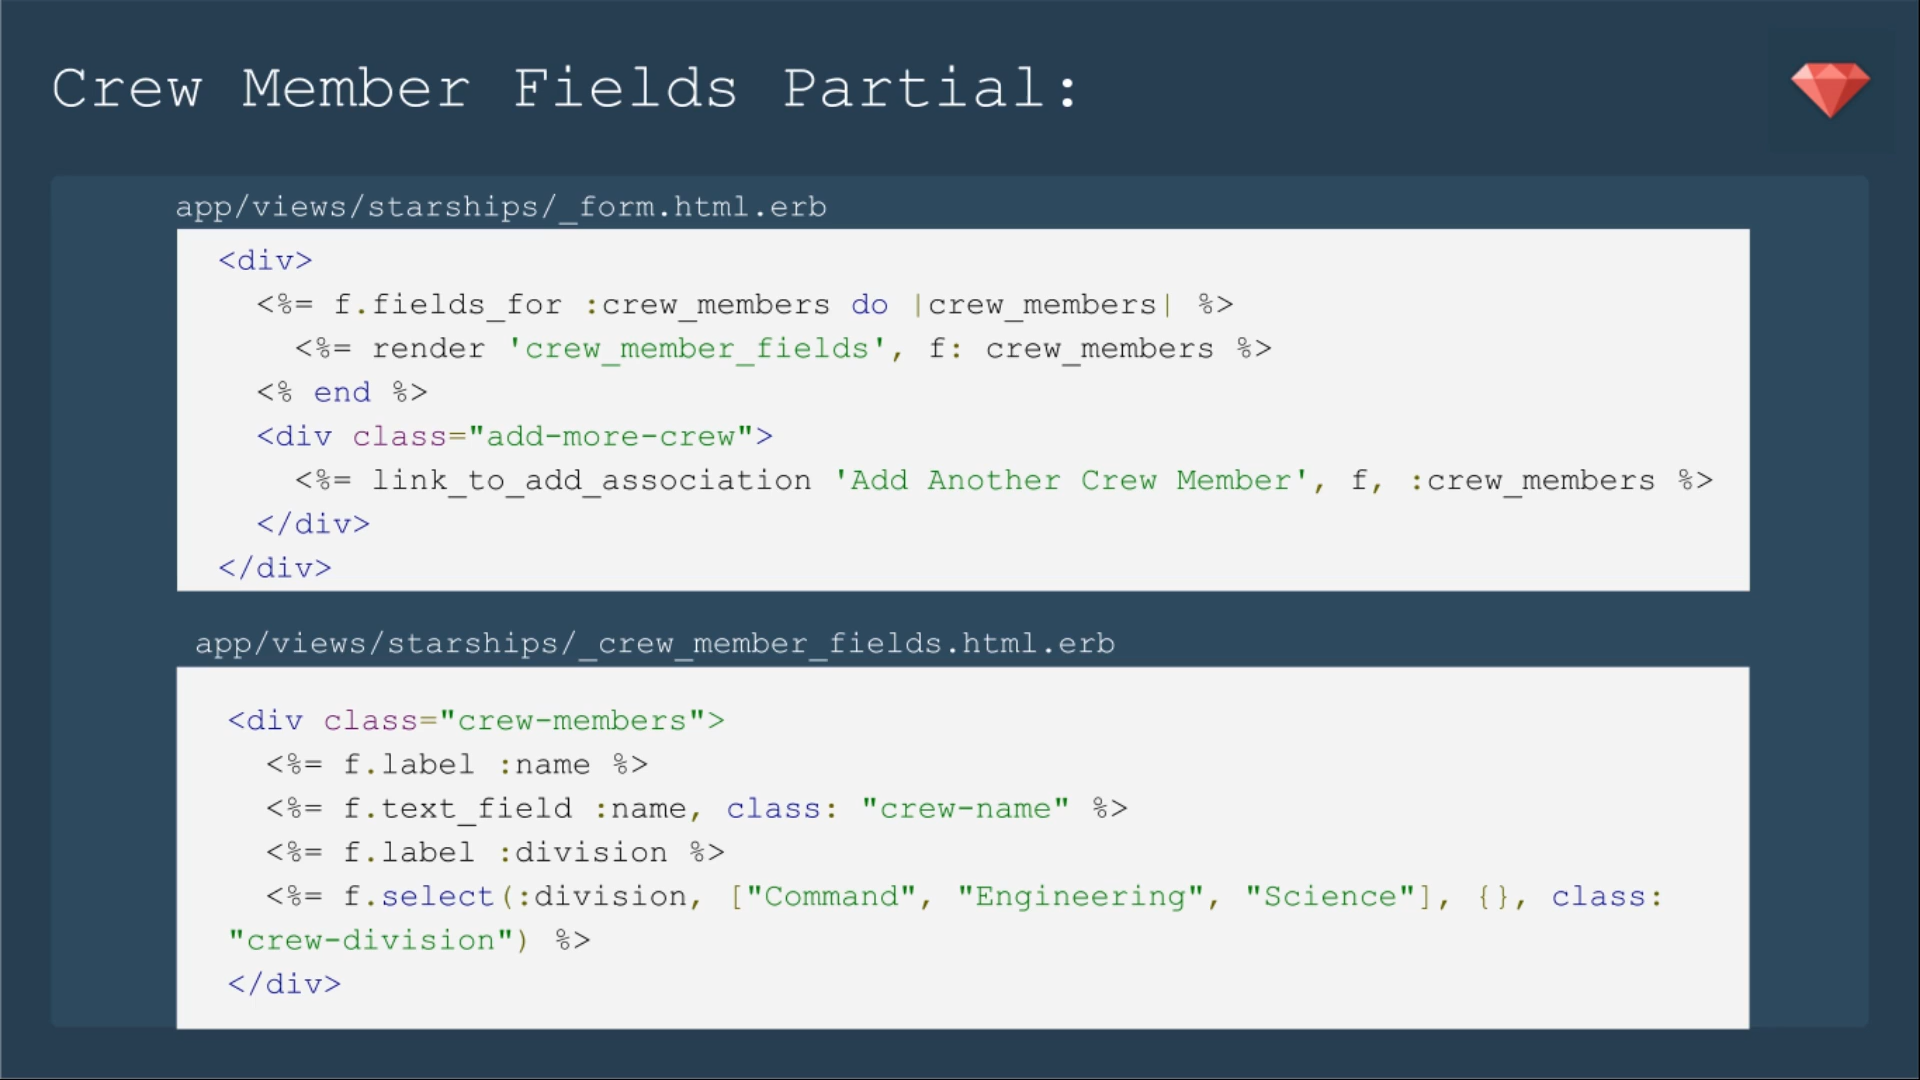 Crew Member Fields Partial:
app/views/starships/_form.html.erb
<div>
  <%= f.fields_for :crew_members do |crew_members| %>
    <%= render 'crew_member_fields', f: crew_members %>
  <% end %>
  <div class="add-more-crew">
    <%= link_to_add_association 'Add Another Crew Member', f, :crew_members %>
  </div>
</div>
app/views/starships/_crew_member_fields.html.erb
<div class="crew-members">
  <%= f.label :name %>
  <%= f.text_field :name, class: "crew-name" %>
  <%= f.label :division %>
  <%= f.select(:division, ["Command", "Engineering", "Science"], {}, class:
"crew-division") %>
</div>